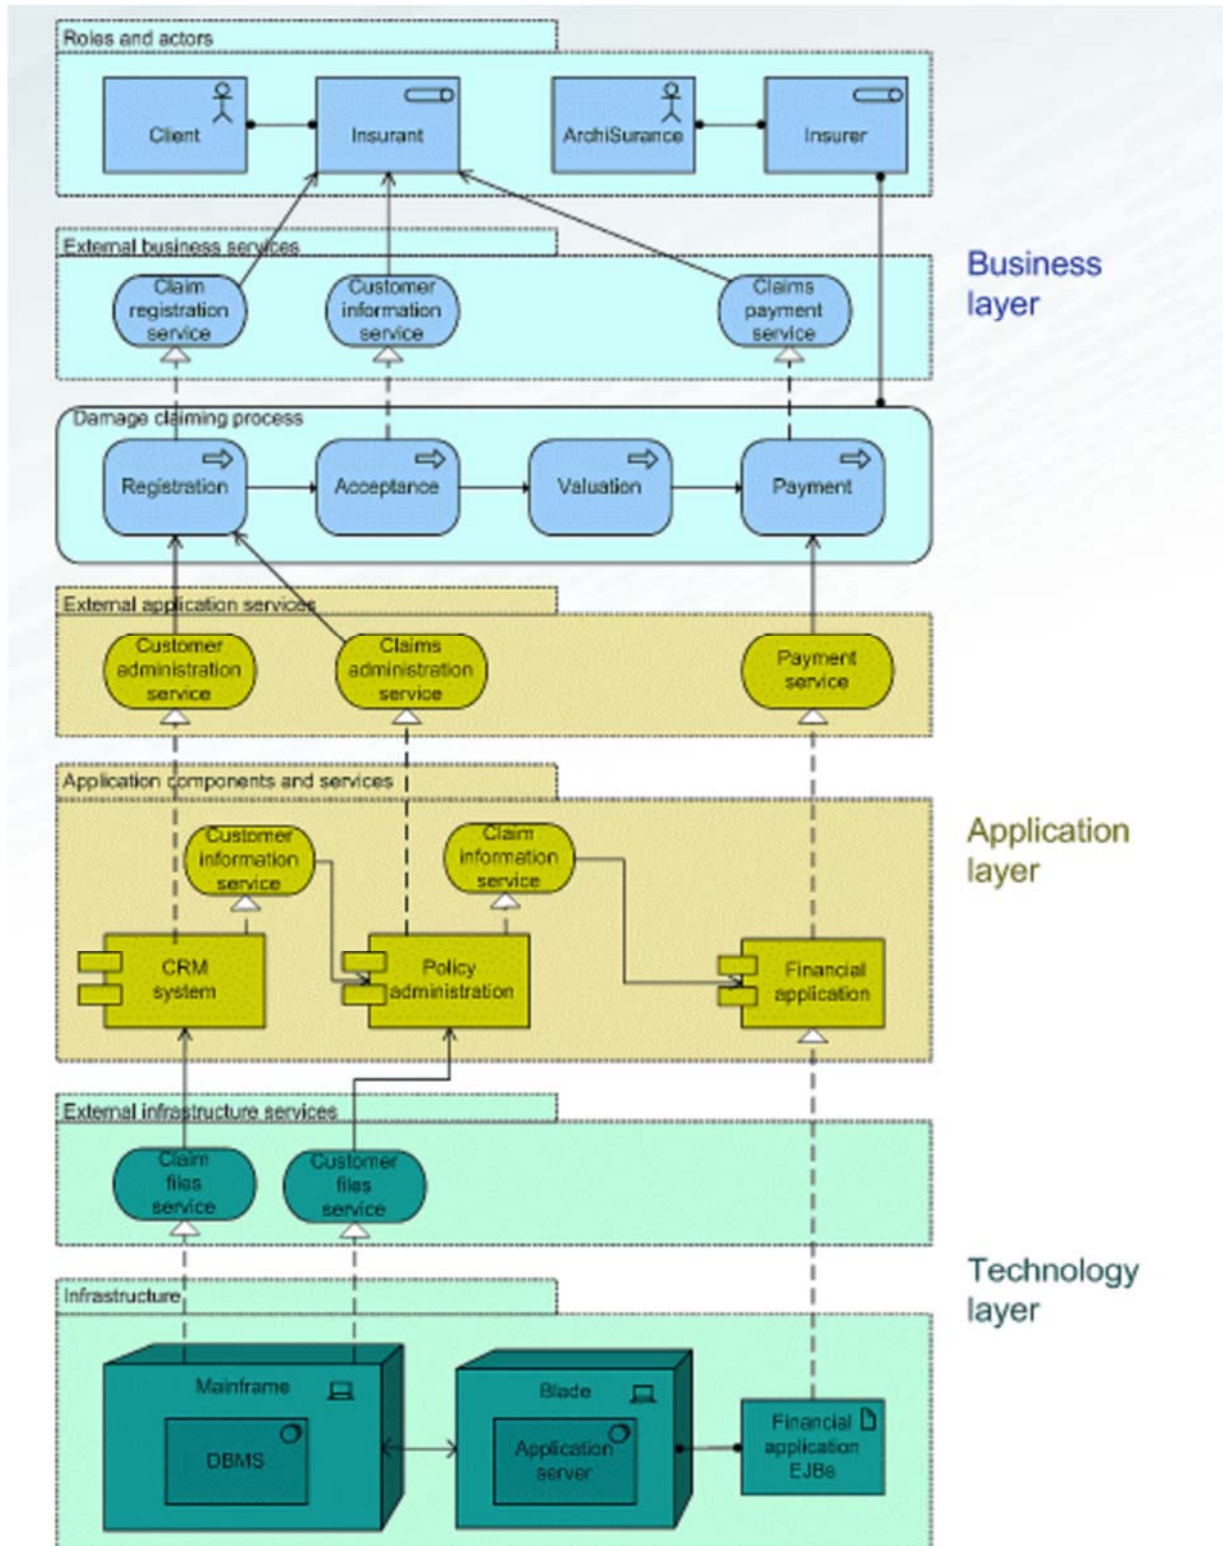 Roles and actors
Client
Insurant
ArchiSurance
Insurer
External business services
Claim
registration
service
Customer
information
service
Claims
payment
service
Business
layer
Damage claiming process
Registration
Acceptance
Valuation
Payment
External application services
Customer
administration
service
Claims
administration
service
Payment
service
Application components and services
Customer
information
service
Claim
information
service
Application
layer
CRM
system
Policy
administration
Financial
application
External infrastructure services
Claim
files
service
Customer
files
service
Technology
layer
Infrastructure
Mainframe
DBMS
Blade
Application
server
Financial
application
EJBs